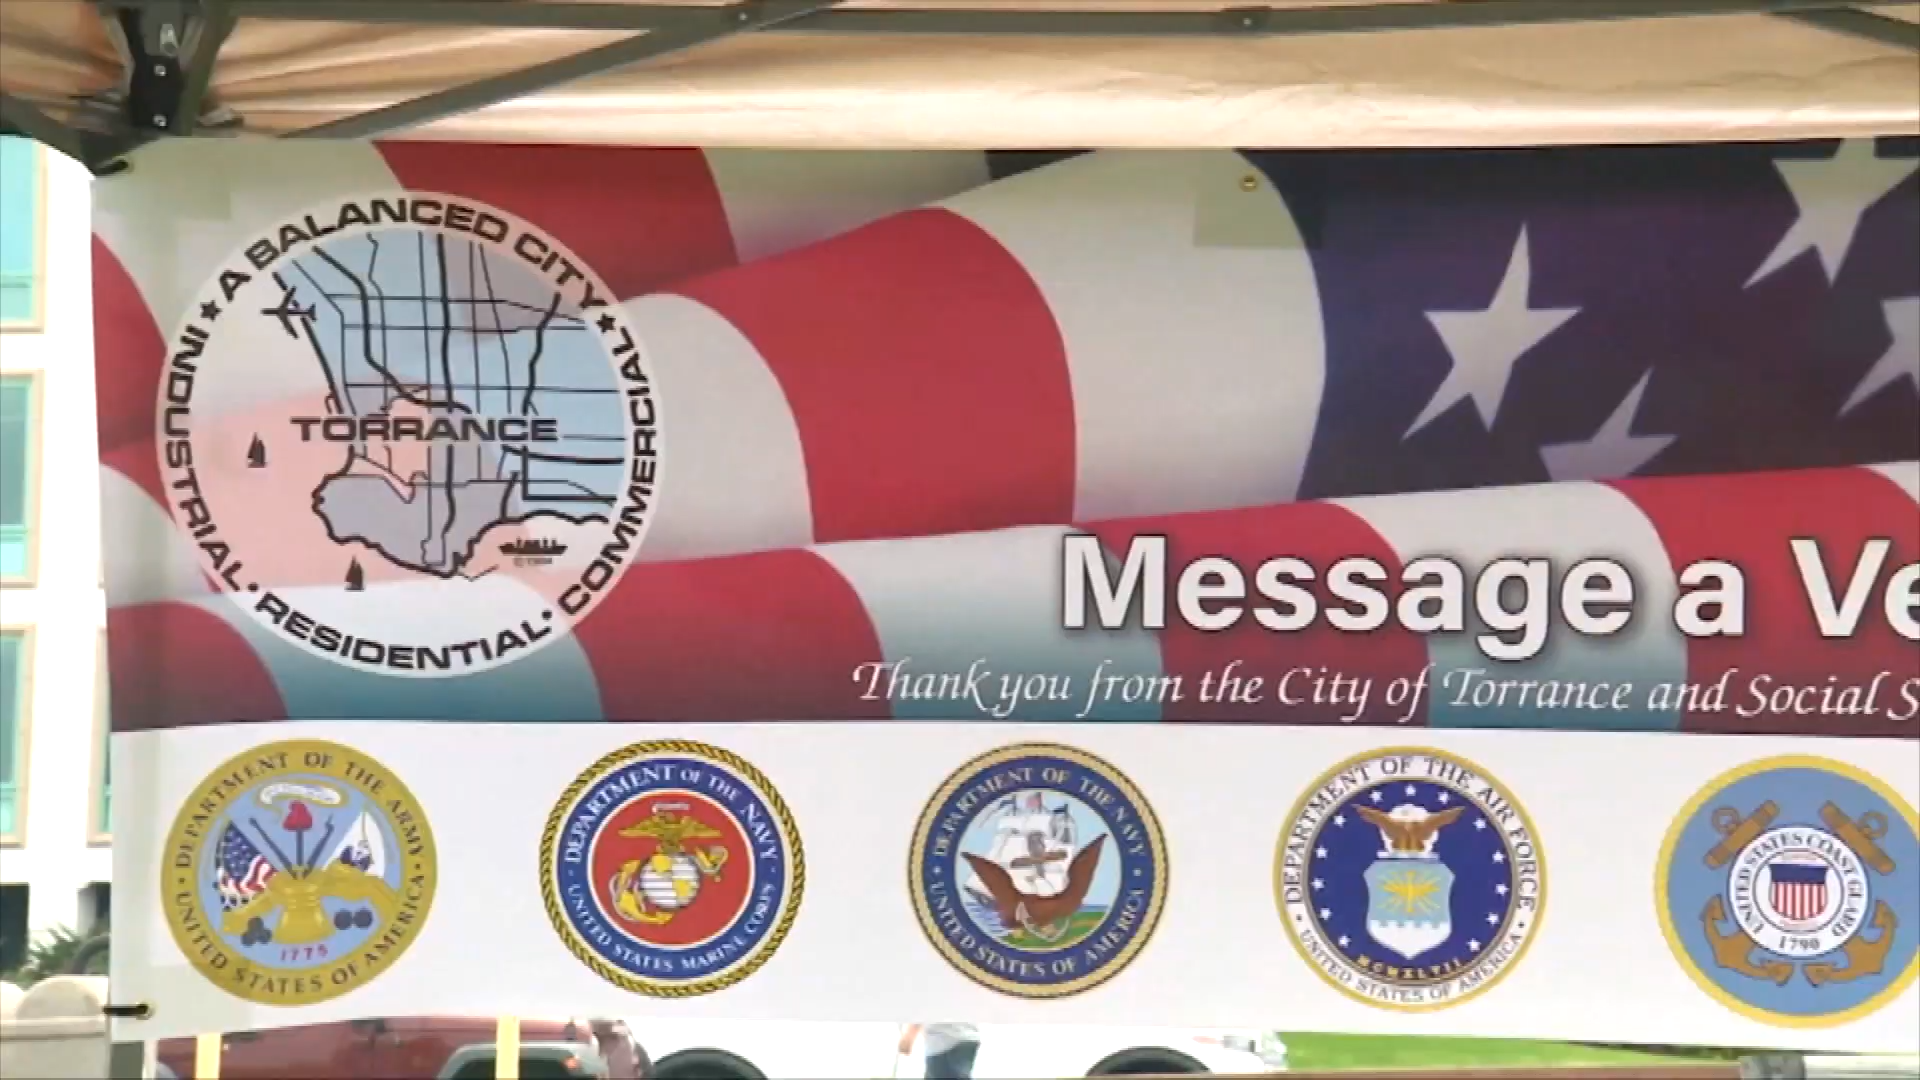 A BALANCED CITY
INDUSTRIAL • RESIDENTIAL • COMMERCIAL
TORRANCE
Message a Ve
Thank you from the City of Torrance and Social S
DEPARTMENT OF THE ARMY
UNITED STATES OF AMERICA
1775
DEPARTMENT OF THE NAVY
UNITED STATES MARINE CORPS
DEPARTMENT OF THE NAVY
UNITED STATES OF AMERICA
DEPARTMENT OF THE AIR FORCE
UNITED STATES OF AMERICA
MCMXLVII
UNITED STATES COAST GUARD
1790